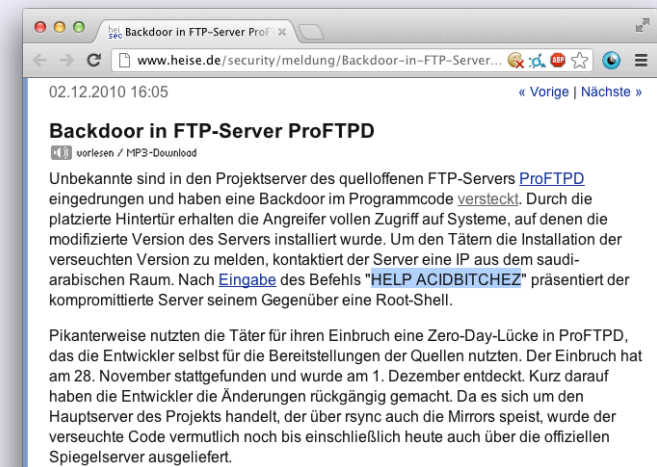 hei sec Backdoor in FTP-Server ProF
www.heise.de/security/meldung/Backdoor-in-FTP-Server...
ABP
02.12.2010 16:05
« Vorige | Nächste »
Backdoor in FTP-Server ProFTPD
vorlesen / MP3-Download
Unbekannte sind in den Projektserver des quelloffenen FTP-Servers ProFTPD
eingedrungen und haben eine Backdoor im Programmcode versteckt. Durch die
platzierte Hintertür erhalten die Angreifer vollen Zugriff auf Systeme, auf denen die
modifizierte Version des Servers installiert wurde. Um den Tätern die Installation der
verseuchten Version zu melden, kontaktiert der Server eine IP aus dem saudi-
arabischen Raum. Nach Eingabe des Befehls "HELP ACIDBITCHEZ" präsentiert der
kompromittierte Server seinem Gegenüber eine Root-Shell.
Pikanterweise nutzten die Täter für ihren Einbruch eine Zero-Day-Lücke in ProFTPD,
das die Entwickler selbst für die Bereitstellungen der Quellen nutzten. Der Einbruch hat
am 28. November stattgefunden und wurde am 1. Dezember entdeckt. Kurz darauf
haben die Entwickler die Änderungen rückgängig gemacht. Da es sich um den
Hauptserver des Projekts handelt, der über rsync auch die Mirrors speist, wurde der
verseuchte Code vermutlich noch bis einschließlich heute auch über die offiziellen
Spiegelserver ausgeliefert.